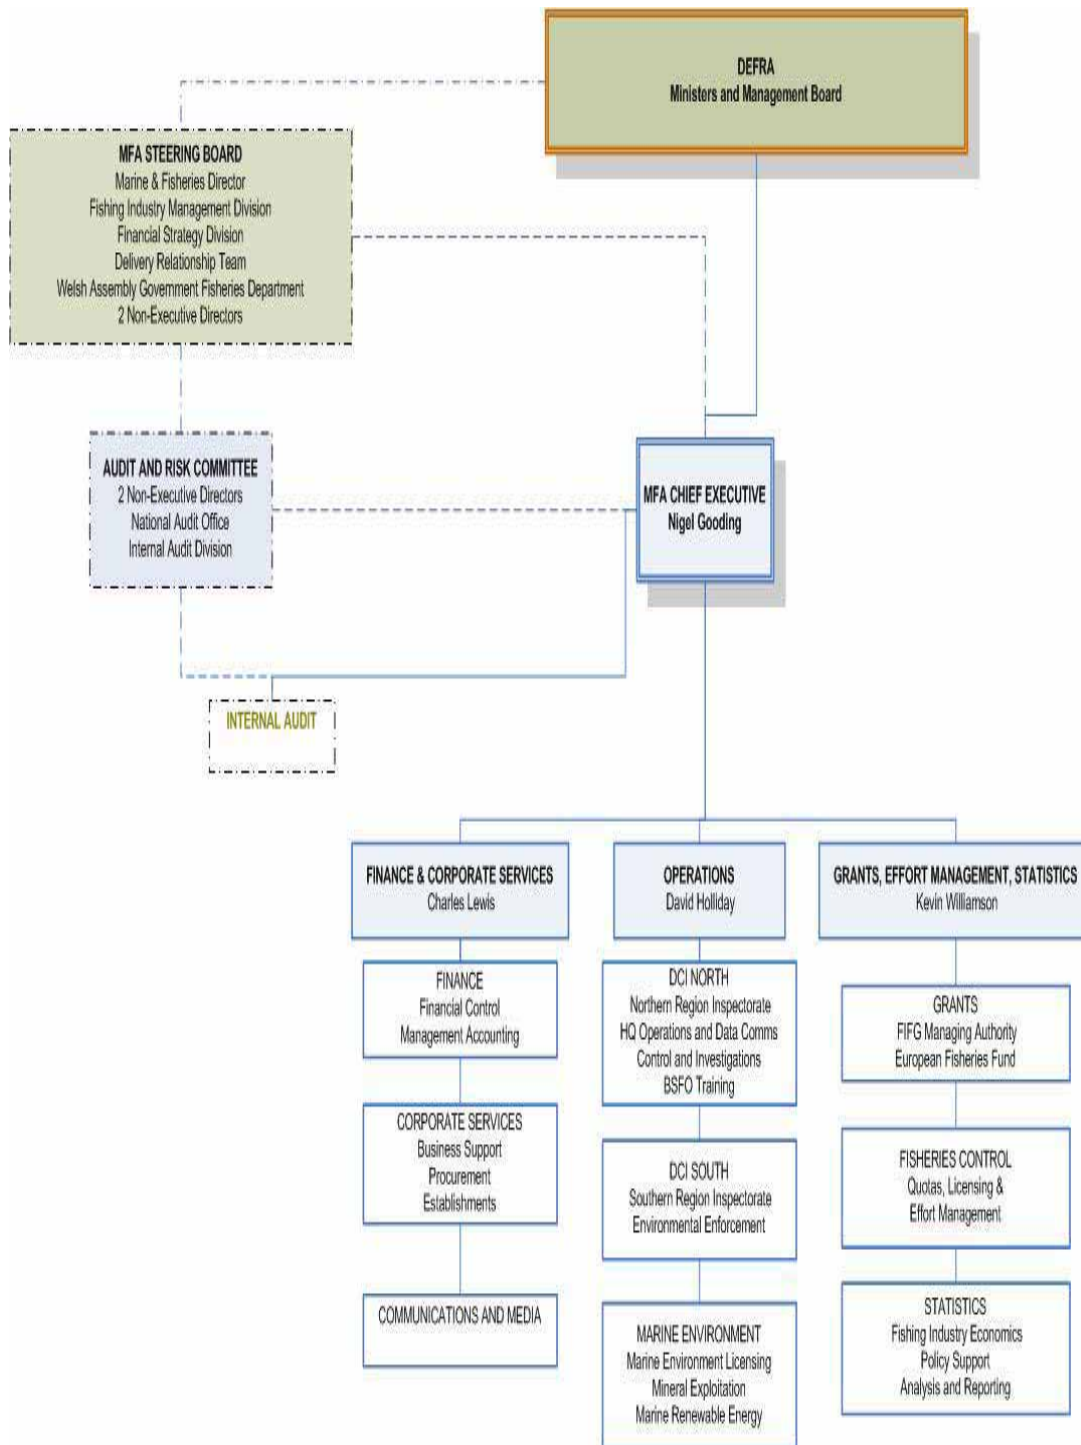 DEFRA
Ministers and Management Board
MFA STEERING BOARD
Marine & Fisheries Director
Fishing Industry Management Division
Financial Strategy Division
Delivery Relationship Team
Welsh Assembly Government Fisheries Department
2 Non-Executive Directors
AUDIT AND RISK COMMITTEE
2 Non-Executive Directors
National Audit Office
Internal Audit Division
MFA CHIEF EXECUTIVE
Nigel Gooding
INTERNAL AUDIT
FINANCE & CORPORATE SERVICES
Charles Lewis
FINANCE
Financial Control
Management Accounting
CORPORATE SERVICES
Business Support
Procurement
Establishments
COMMUNICATIONS AND MEDIA
OPERATIONS
David Holliday
DCI NORTH
Northern Region Inspectorate
HQ Operations and Data Comms
Control and Investigations
BSFO Training
DCI SOUTH
Southern Region Inspectorate
Environmental Enforcement
MARINE ENVIRONMENT
Marine Environment Licensing
Mineral Exploitation
Marine Renewable Energy
GRANTS, EFFORT MANAGEMENT, STATISTICS
Kevin Williamson
GRANTS
FIFG Managing Authority
European Fisheries Fund
FISHERIES CONTROL
Quotas, Licensing &
Effort Management
STATISTICS
Fishing Industry Economics
Policy Support
Analysis and Reporting